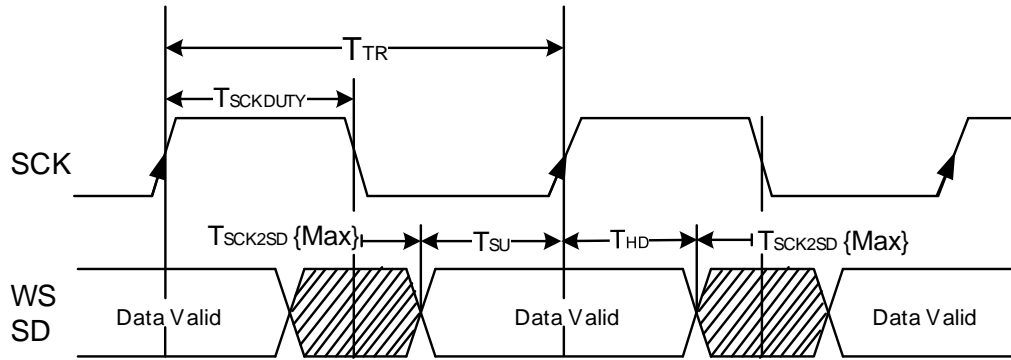 TTR
TSCKDUTY
SCK
TSCK2SD {Max} TSU THD TSCK2SD {Max}
WS
SD
Data Valid Data Valid Data Valid